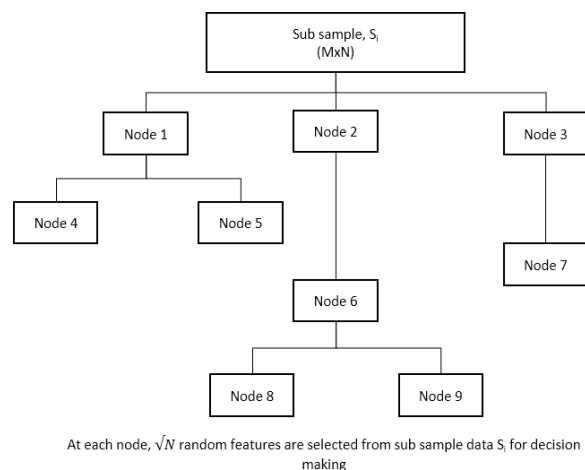 Sub sample, Sᵢ
(MxN)
Node 1
Node 2
Node 3
Node 4
Node 5
Node 7
Node 6
Node 8
Node 9
At each node, √N random features are selected from sub sample data Sᵢ for decision
making